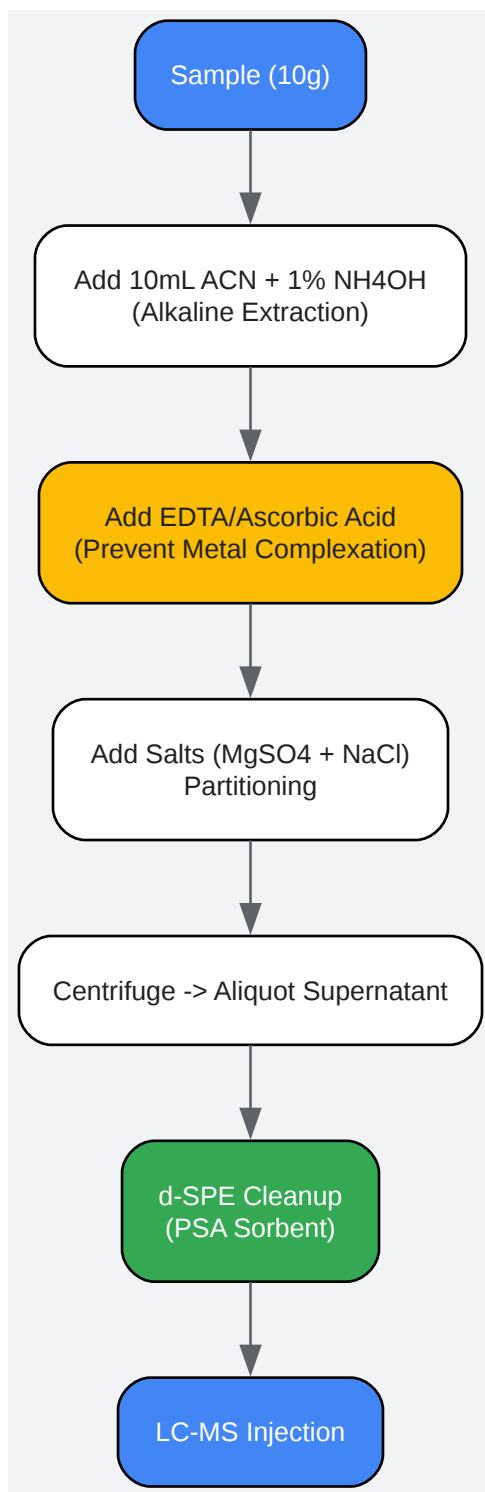 Sample (10g)
Add 10mL ACN + 1% NH4OH
(Alkaline Extraction)
Add EDTA/Ascorbic Acid
(Prevent Metal Complexation)
Add Salts (MgSO4 + NaCl)
Partitioning
Centrifuge -> Aliquot Supernatant
d-SPE Cleanup
(PSA Sorbent)
LC-MS Injection